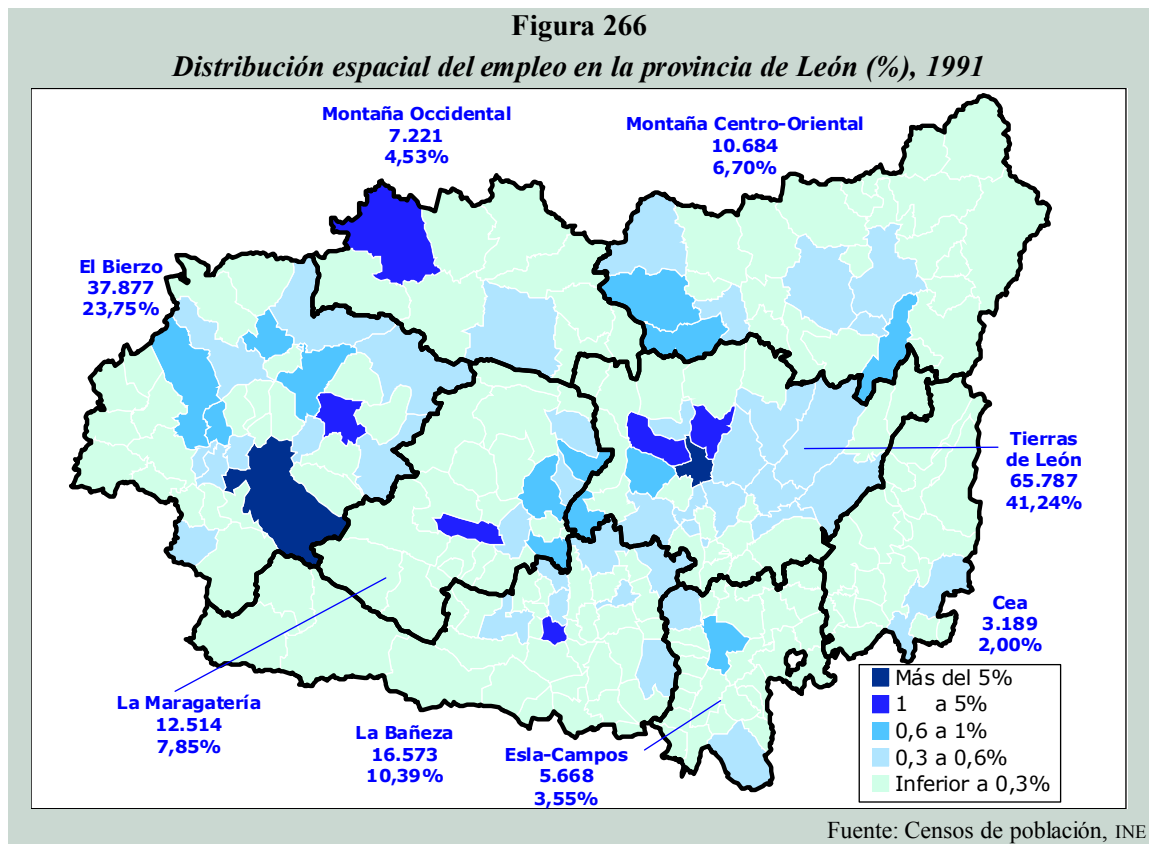 Figura 266
Distribución espacial del empleo en la provincia de León (%), 1991
Montaña Occidental
7.221
4,53%
Montaña Centro-Oriental
10.684
6,70%
El Bierzo
37.877
23,75%
Tierras
de León
65.787
41,24%
Cea
3.189
2,00%
La Maragatería
12.514
7,85%
La Bañeza
16.573
10,39%
Esla-Campos
5.668
3,55%
Más del 5%
1 a 5%
0,6 a 1%
0,3 a 0,6%
Inferior a 0,3%
Fuente: Censos de población, INE